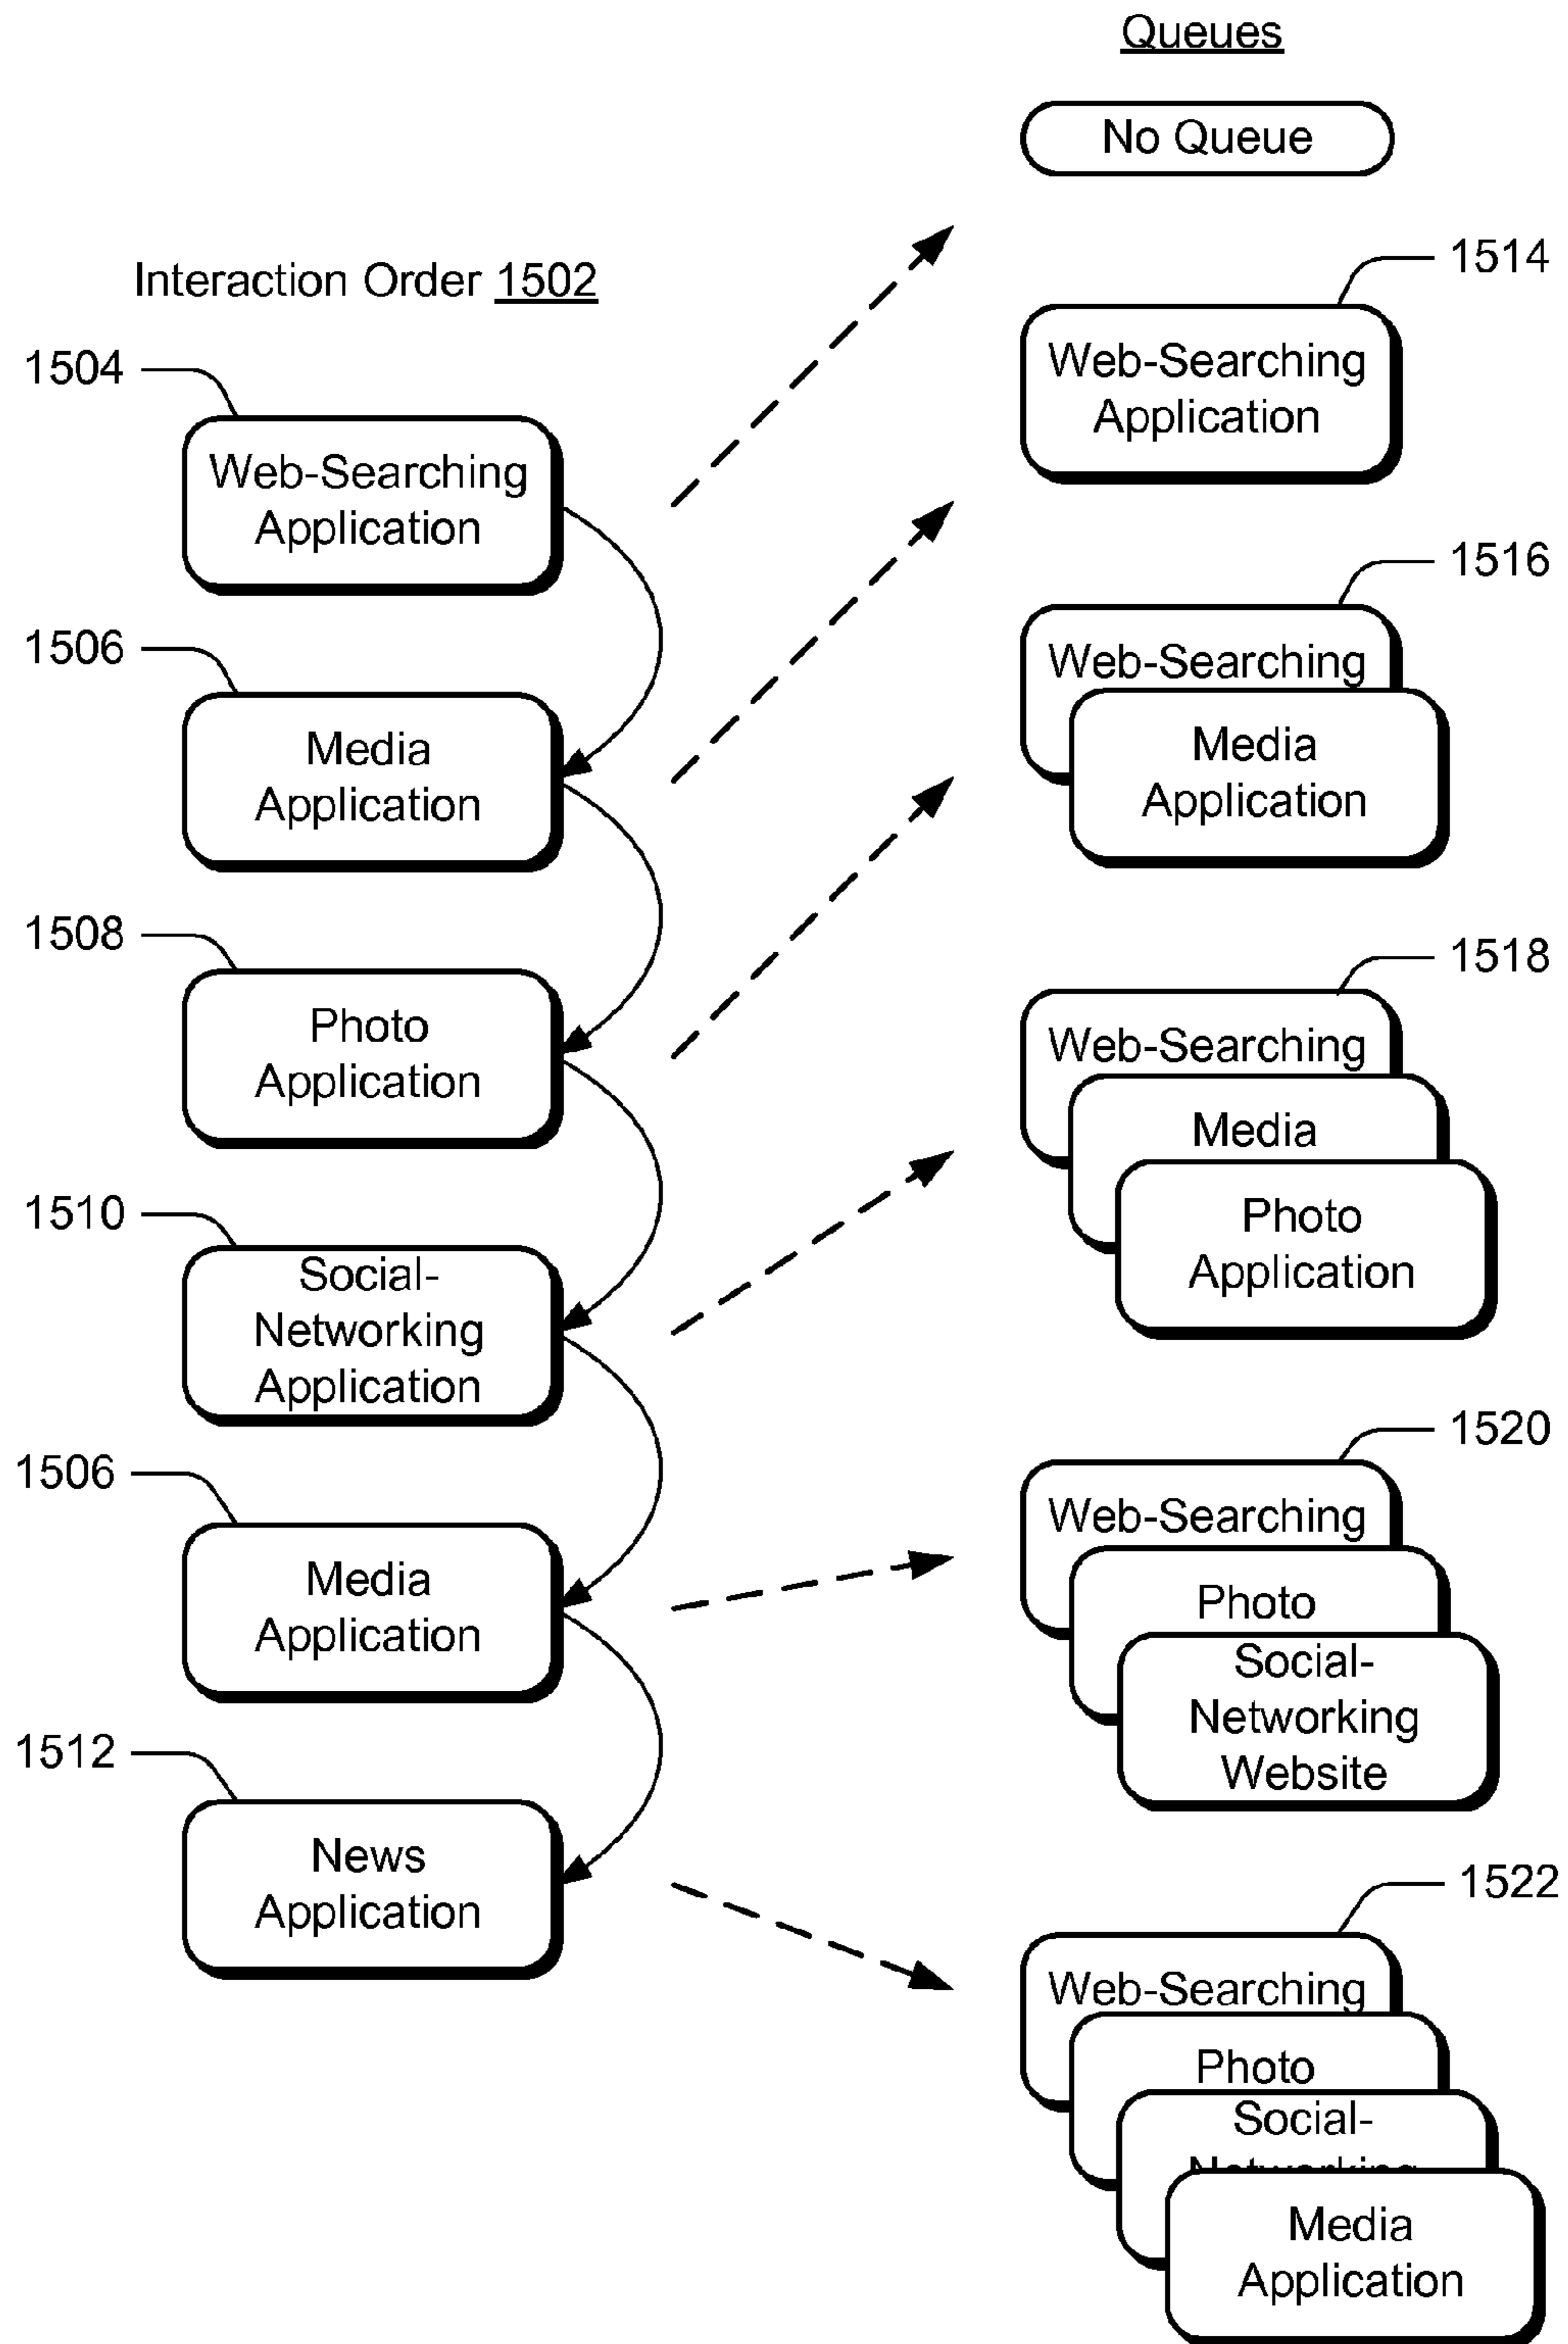 Queues
No Queue
Interaction Order 1502
1504
Web-Searching
Application
1506
Media
Application
1508
Photo
Application
1510
Social-
Networking
Application
1506
Media
Application
1512
News
Application
1514
Web-Searching
Application
1516
Web-Searching
Media
Application
1518
Web-Searching
Media
Photo
Application
1520
Web-Searching
Photo
Social-
Networking
Website
1522
Web-Searching
Photo
Social-
Networking
Media
Application